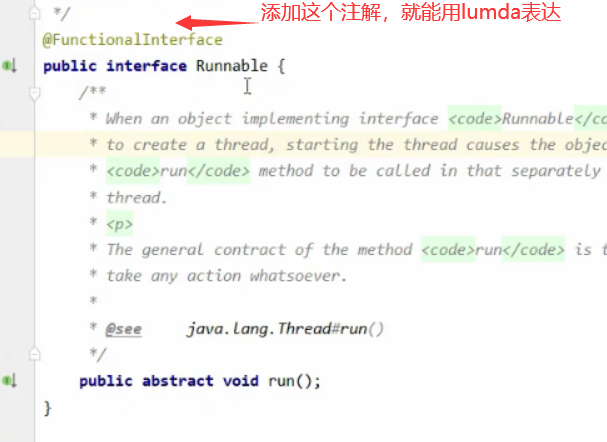 */
添加这个注解，就能用lumda表达
@FunctionalInterface
public interface Runnable {
/**
* When an object implementing interface <code>Runnable</co
* to create a thread, starting the thread causes the objec
* <code>run</code> method to be called in that separately
* thread.
* <p>
* The general contract of the method <code>run</code> is t
* take any action whatsoever.
*
* @see java.lang.Thread#run()
*/
public abstract void run();
}